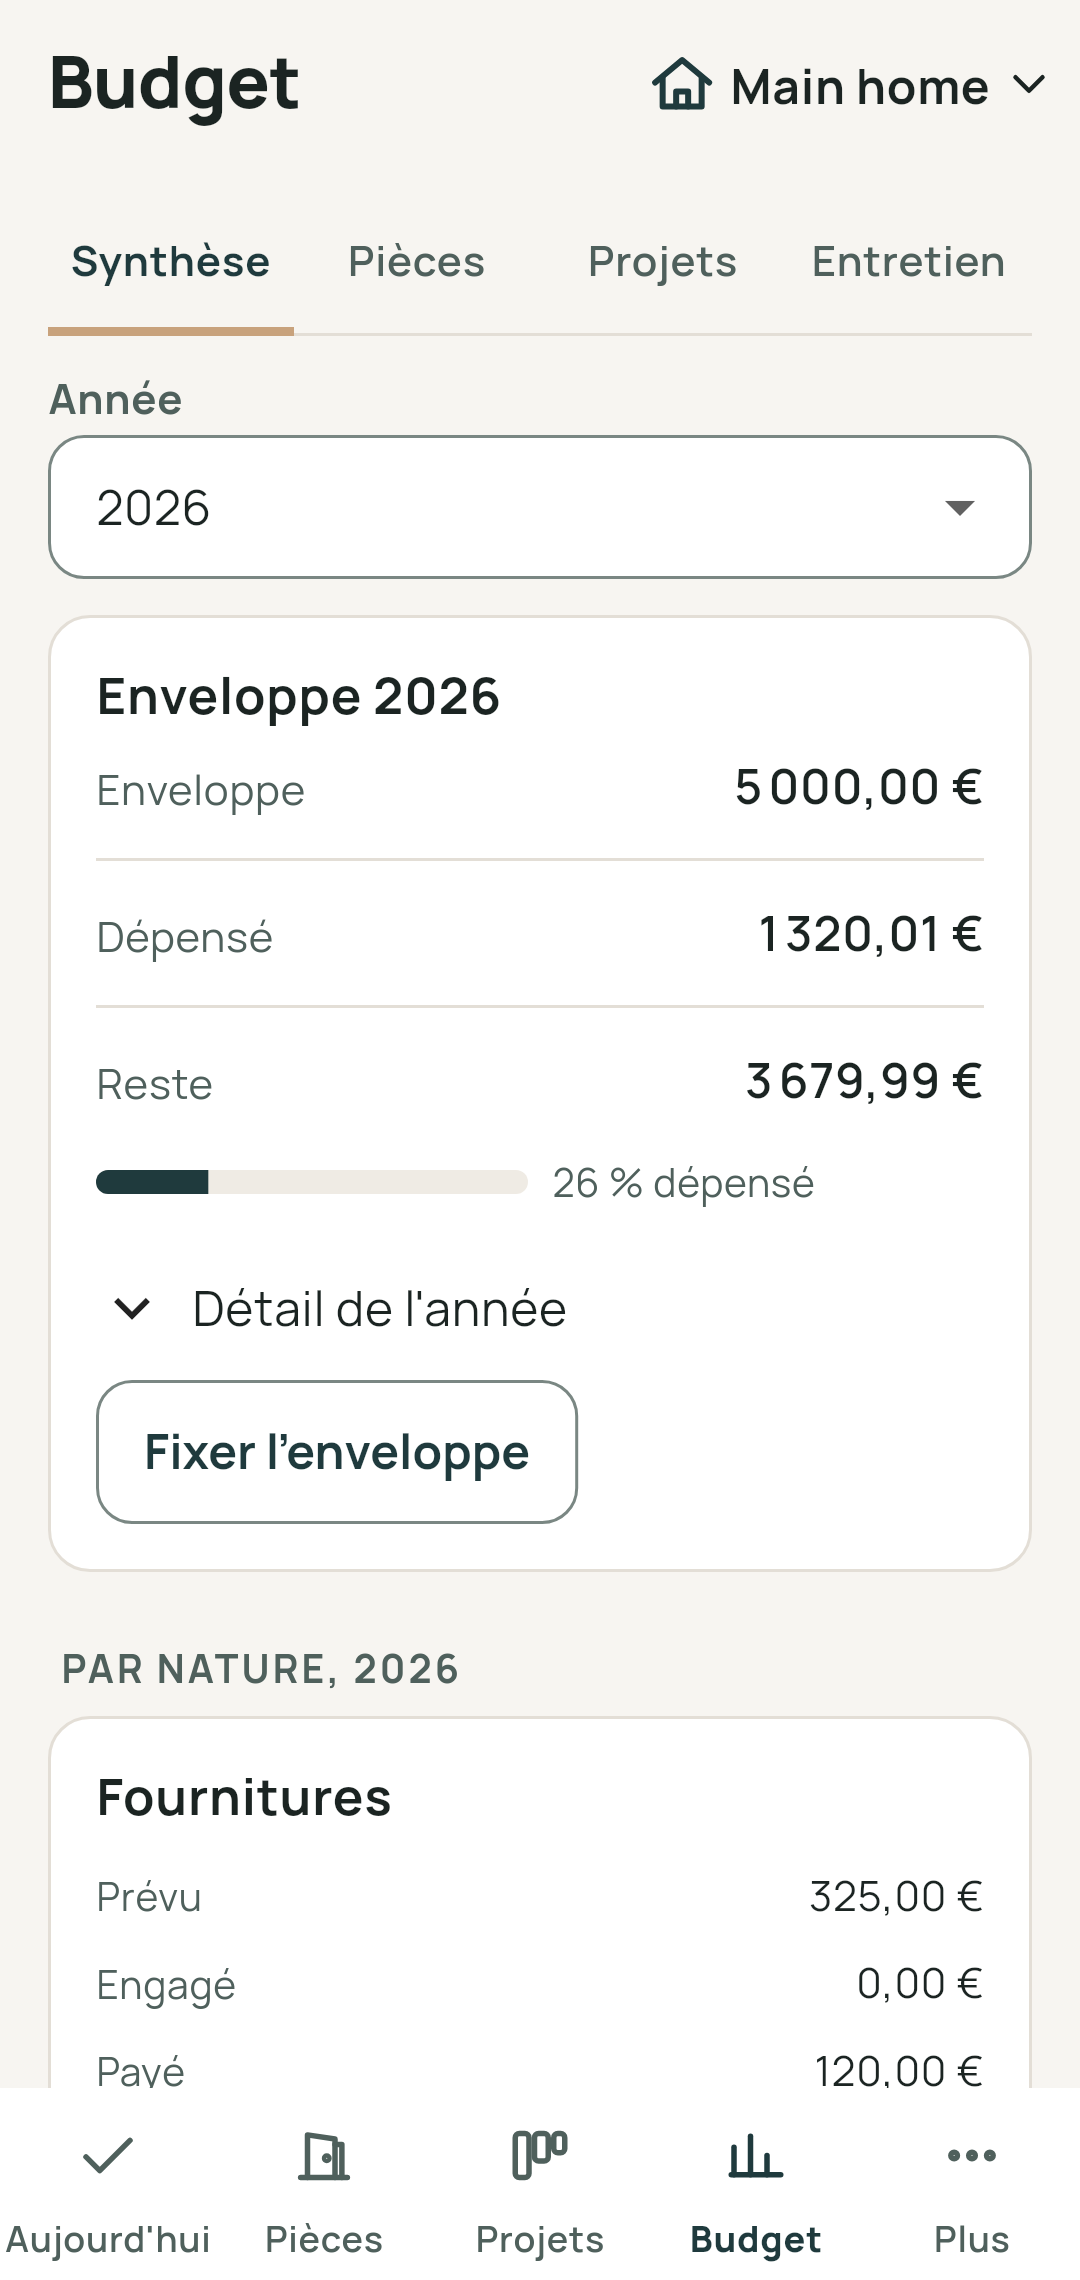 Budget
Main home
Synthèse
Pièces
Projets
Entretien
Année
2026
Enveloppe 2026
Enveloppe
5 000,00 €
Dépensé
1 320,01 €
Reste
3 679,99 €
26 % dépensé
Détail de l'année
Fixer l’enveloppe
PAR NATURE, 2026
Fournitures
Prévu
325,00 €
Engagé
0,00 €
Payé
120,00 €
Aujourd'hui
Pièces
Projets
Budget
Plus